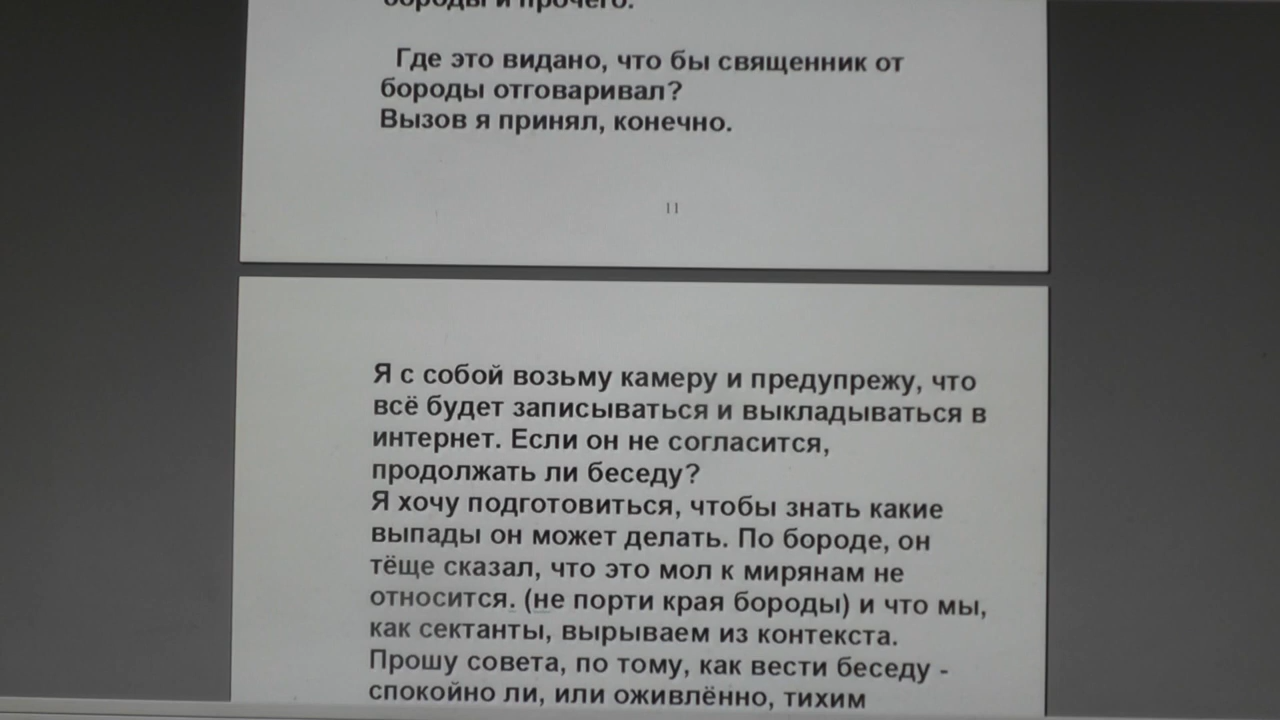 бороды и прочего.
Где это видано, что бы священник от
бороды отговаривал?
Вызов я принял, конечно.
11
Я с собой возьму камеру и предупрежу, что
всё будет записываться и выкладываться в
интернет. Если он не согласится,
продолжать ли беседу?
Я хочу подготовиться, чтобы знать какие
выпады он может делать. По бороде, он
тёще сказал, что это мол к мирянам не
относится. (не порти края бороды) и что мы,
как сектанты, вырываем из контекста.
Прошу совета, по тому, как вести беседу -
спокойно ли, или оживлённо, тихим